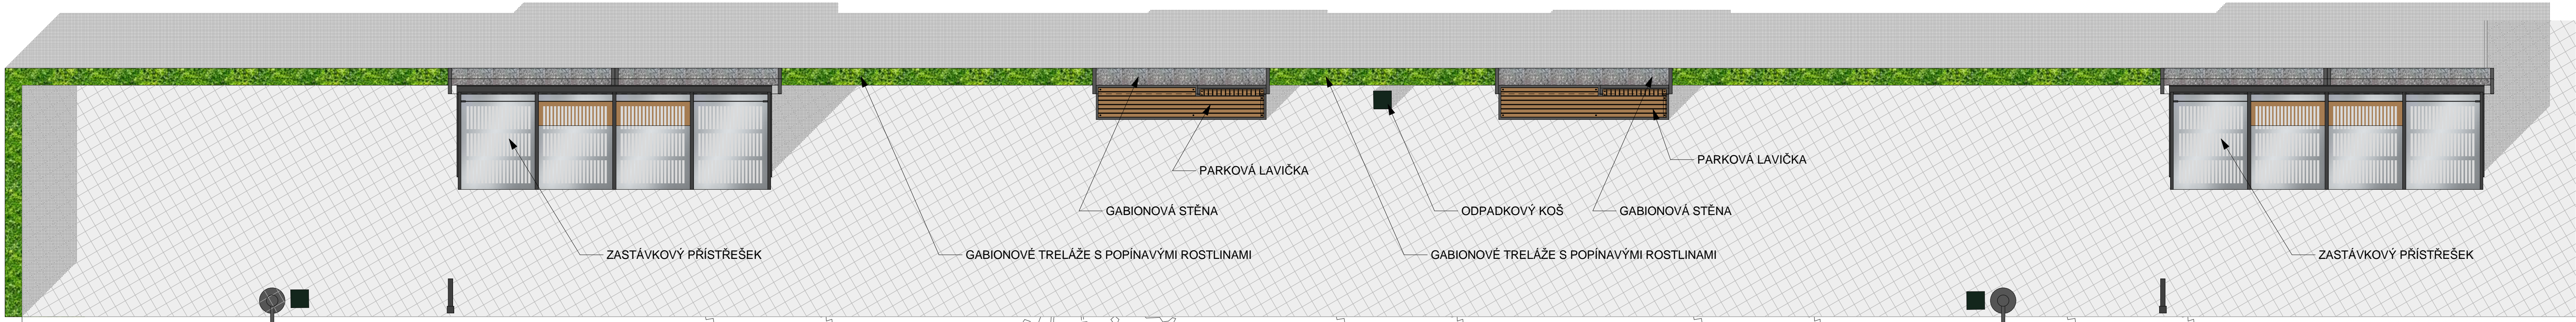 PARKOVÁ LAVIČKA
PARKOVÁ LAVIČKA
GABIONOVÁ STĚNA
ODPADKOVÝ KOŠ
GABIONOVÁ STĚNA
ZASTÁVKOVÝ PŘÍSTŘEŠEK
GABIONOVÉ TRELÁŽE S POPÍNAVÝMI ROSTLINAMI
GABIONOVÉ TRELÁŽE S POPÍNAVÝMI ROSTLINAMI
ZASTÁVKOVÝ PŘÍSTŘEŠEK